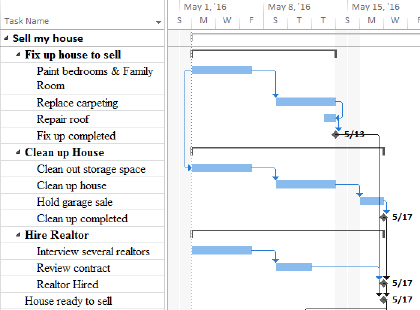 May 1, '16 May 8, '16 May 15, '16
Task Name S M W F S T T S M W
Sell my house
Fix up house to sell
Paint bedrooms & Family
Room
Replace carpeting
Repair roof
Fix up completed 5/13
Clean up House
Clean out storage space
Clean up house
Hold garage sale
Clean up completed 5/17
Hire Realtor
Interview several realtors
Review contract
Realtor Hired 5/17
House ready to sell 5/17